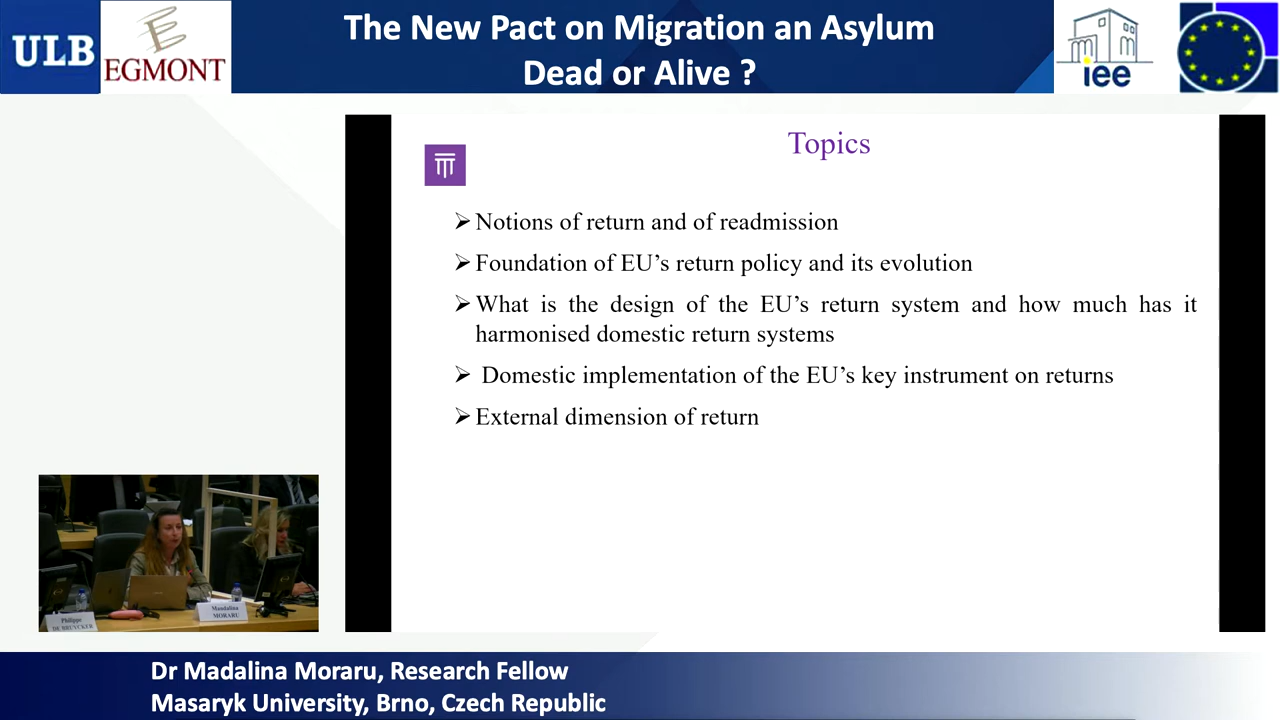 ULB
EGMONT
The New Pact on Migration an Asylum
Dead or Alive ?
iee
Topics
➢ Notions of return and of readmission
➢ Foundation of EU’s return policy and its evolution
➢ What is the design of the EU’s return system and how much has it
harmonised domestic return systems
➢ Domestic implementation of the EU’s key instrument on returns
➢ External dimension of return
Philippe
DE BRUYCKER
Madalina
MORARU
Dr Madalina Moraru, Research Fellow
Masaryk University, Brno, Czech Republic